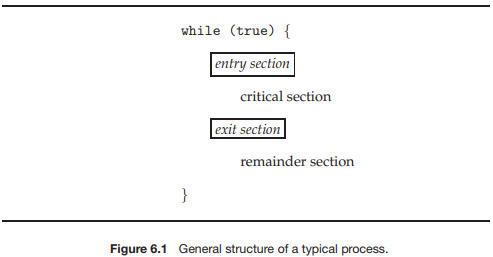 while (true) {
entry section
critical section
exit section
remainder section
}
Figure 6.1 General structure of a typical process.